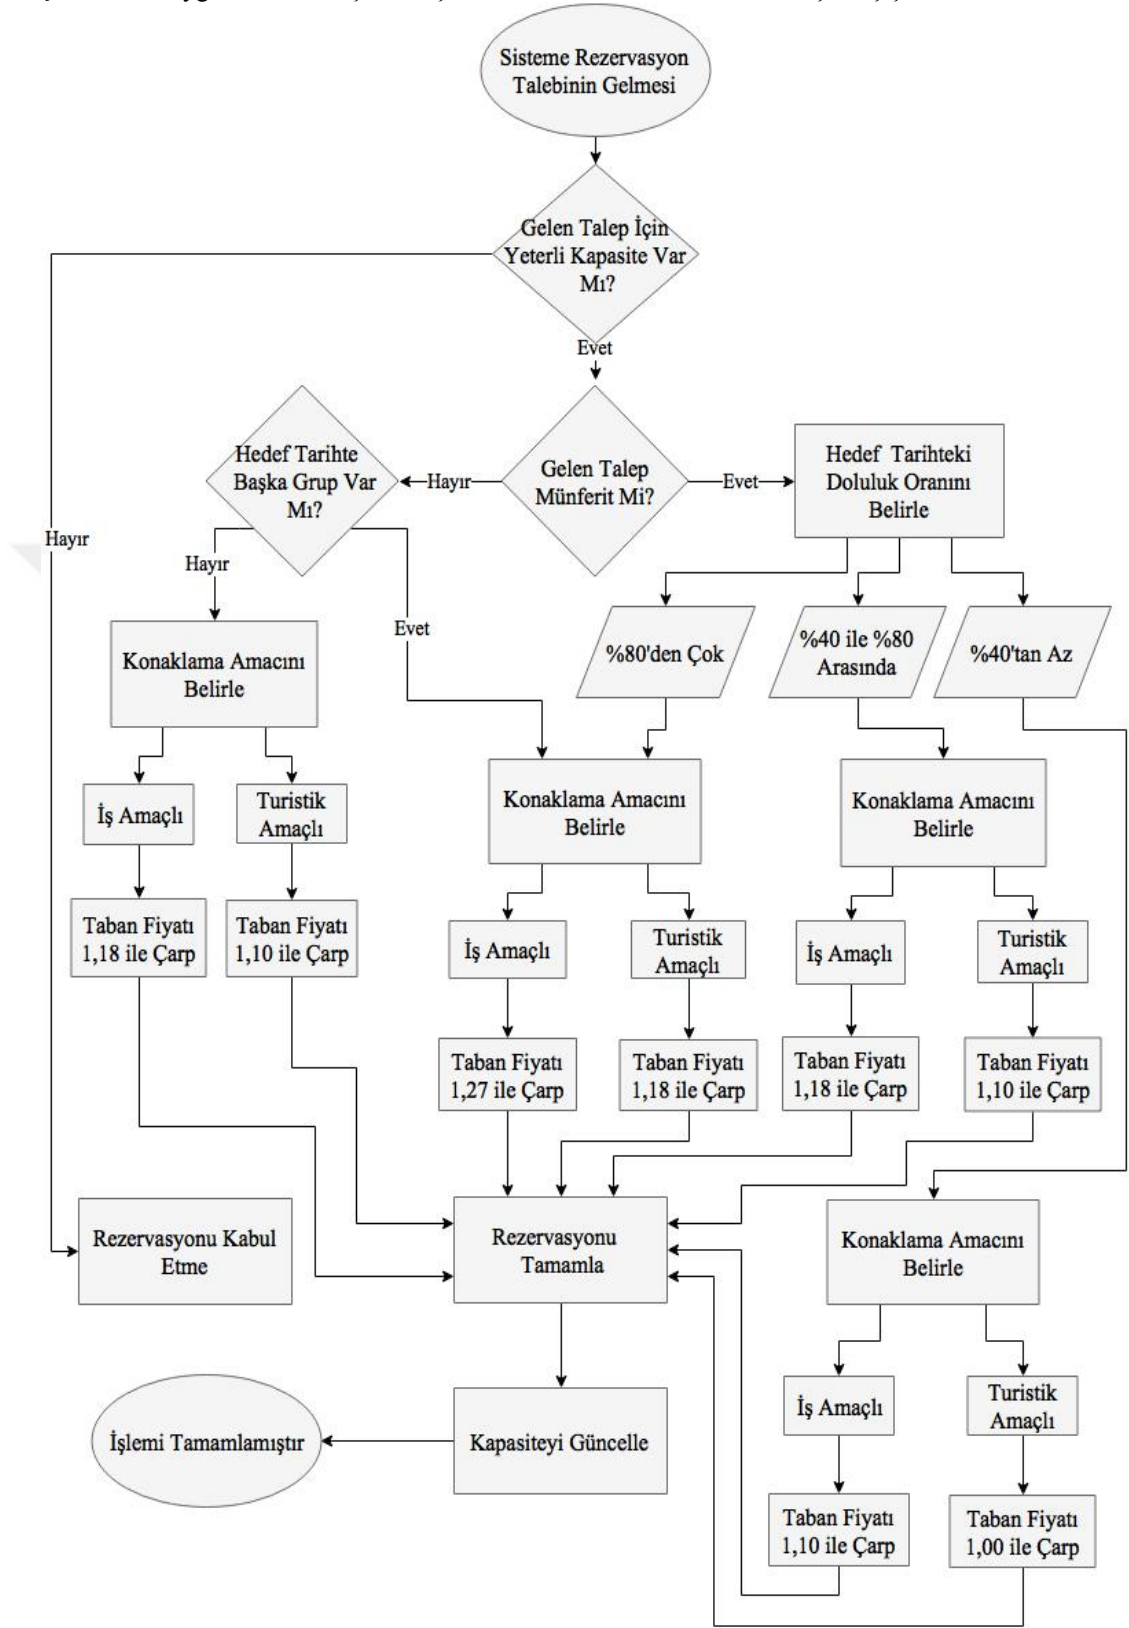 Sisteme Rezervasyon
Talebinin Gelmesi
Gelen Talep İçin
Yeterli Kapasite Var
Mı?
Evet
Hayır
Hedef Tarihte
Başka Grup Var
Mı?
Hayır
Gelen Talep
Münferit Mi?
Evet
Hedef Tarihteki
Doluluk Oranını
Belirle
Hayır
Evet
%80'den Çok
%40 ile %80
Arasında
%40'tan Az
Konaklama Amacını
Belirle
İş Amaçlı
Turistik
Amaçlı
Taban Fiyatı
1,18 ile Çarp
Taban Fiyatı
1,10 ile Çarp
Konaklama Amacını
Belirle
İş Amaçlı
Turistik
Amaçlı
Taban Fiyatı
1,27 ile Çarp
Taban Fiyatı
1,18 ile Çarp
Konaklama Amacını
Belirle
İş Amaçlı
Turistik
Amaçlı
Taban Fiyatı
1,18 ile Çarp
Taban Fiyatı
1,10 ile Çarp
Rezervasyonu Kabul
Etme
Rezervasyonu
Tamamla
Konaklama Amacını
Belirle
İş Amaçlı
Turistik
Amaçlı
Taban Fiyatı
1,10 ile Çarp
Taban Fiyatı
1,00 ile Çarp
Kapasiteyi Güncelle
İşlemi Tamamlamıştır